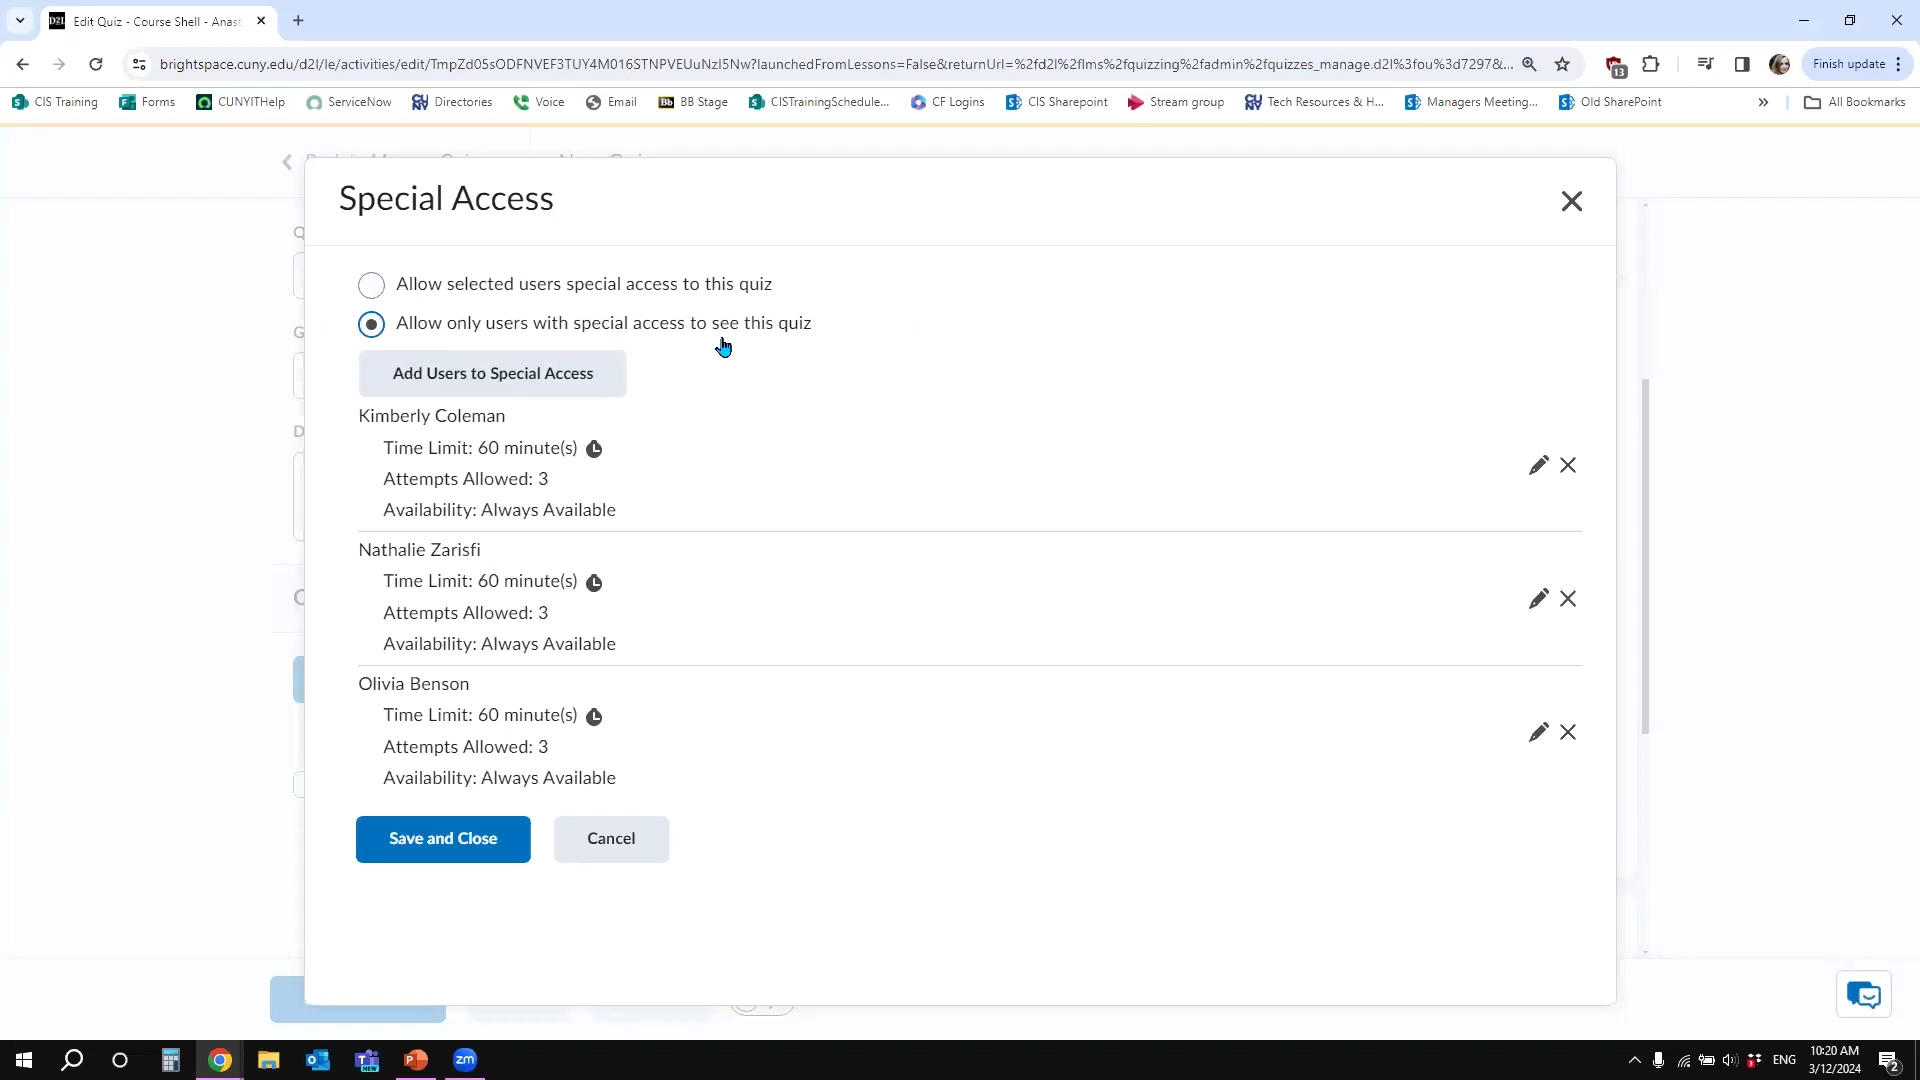 D2L Edit Quiz - Course Shell - Anast
brightspace.cuny.edu/d2l/le/activities/edit/TmpZd05sODFNVEF3TUY4M016STNPVEUuNzI5Nw?launchedFromLessons=False&returnUrl=%2fd2l%2flms%2fquizzing%2fadmin%2fquizzes_manage.d2l%3fou%3d7297&...
13
Finish update
CIS Training Forms CUNYITHelp ServiceNow Directories Voice Email Bb BB Stage CISTrainingSchedule... CF Logins CIS Sharepoint Stream group Tech Resources & H... Managers Meeting... Old SharePoint » All Bookmarks
Special Access
Allow selected users special access to this quiz
Allow only users with special access to see this quiz
Add Users to Special Access
Kimberly Coleman
Time Limit: 60 minute(s)
Attempts Allowed: 3
Availability: Always Available
Nathalie Zarisfi
Time Limit: 60 minute(s)
Attempts Allowed: 3
Availability: Always Available
Olivia Benson
Time Limit: 60 minute(s)
Attempts Allowed: 3
Availability: Always Available
Save and Close Cancel
zm
ENG
10:20 AM
3/12/2024
2